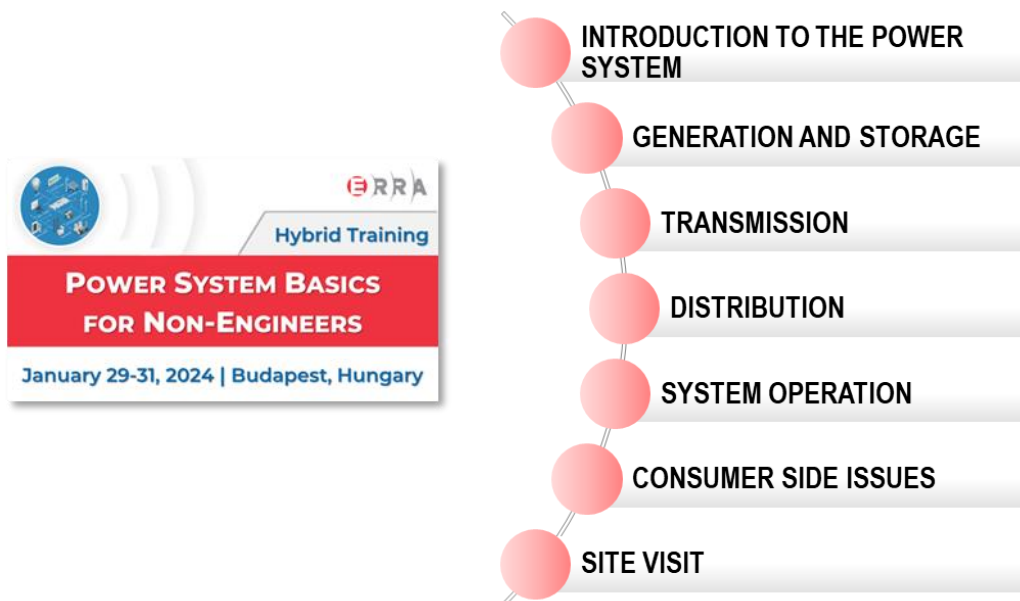 ERRA
Hybrid Training
POWER SYSTEM BASICS
FOR NON-ENGINEERS
January 29-31, 2024 | Budapest, Hungary
INTRODUCTION TO THE POWER
SYSTEM
GENERATION AND STORAGE
TRANSMISSION
DISTRIBUTION
SYSTEM OPERATION
CONSUMER SIDE ISSUES
SITE VISIT